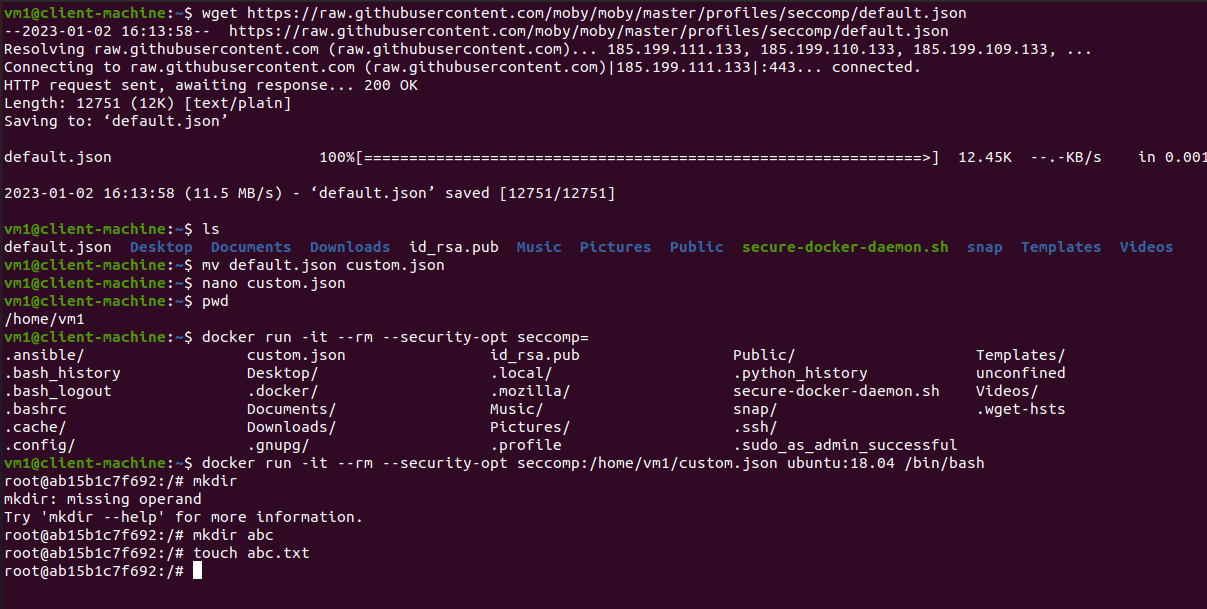 vm1@client-machine:~$ wget https://raw.githubusercontent.com/moby/moby/master/profiles/seccomp/default.json
--2023-01-02 16:13:58--  https://raw.githubusercontent.com/moby/moby/master/profiles/seccomp/default.json
Resolving raw.githubusercontent.com (raw.githubusercontent.com)... 185.199.111.133, 185.199.110.133, 185.199.109.133, ...
Connecting to raw.githubusercontent.com (raw.githubusercontent.com)|185.199.111.133|:443... connected.
HTTP request sent, awaiting response... 200 OK
Length: 12751 (12K) [text/plain]
Saving to: ‘default.json’
default.json                       100%[==============================================================>]  12.45K  --.-KB/s    in 0.001
2023-01-02 16:13:58 (11.5 MB/s) - ‘default.json’ saved [12751/12751]
vm1@client-machine:~$ ls
default.json  Desktop  Documents  Downloads  id_rsa.pub  Music  Pictures  Public  secure-docker-daemon.sh  snap  Templates  Videos
vm1@client-machine:~$ mv default.json custom.json
vm1@client-machine:~$ nano custom.json
vm1@client-machine:~$ pwd
/home/vm1
vm1@client-machine:~$ docker run -it --rm --security-opt seccomp=
.ansible/                  custom.json                id_rsa.pub                 Public/                    Templates/
.bash_history              Desktop/                   .local/                    .python_history            unconfined
.bash_logout               .docker/                   .mozilla/                  secure-docker-daemon.sh    Videos/
.bashrc                    Documents/                 Music/                     snap/                      .wget-hsts
.cache/                    Downloads/                 Pictures/                  .ssh/
.config/                   .gnupg/                    .profile                   .sudo_as_admin_successful
vm1@client-machine:~$ docker run -it --rm --security-opt seccomp:/home/vm1/custom.json ubuntu:18.04 /bin/bash
root@ab15b1c7f692:/# mkdir
mkdir: missing operand
Try 'mkdir --help' for more information.
root@ab15b1c7f692:/# mkdir abc
root@ab15b1c7f692:/# touch abc.txt
root@ab15b1c7f692:/#